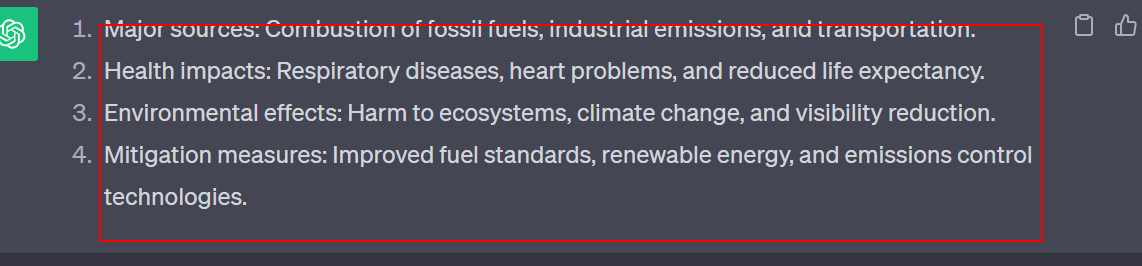 1. Major sources: Combustion of fossil fuels, industrial emissions, and transportation.
2. Health impacts: Respiratory diseases, heart problems, and reduced life expectancy.
3. Environmental effects: Harm to ecosystems, climate change, and visibility reduction.
4. Mitigation measures: Improved fuel standards, renewable energy, and emissions control
technologies.